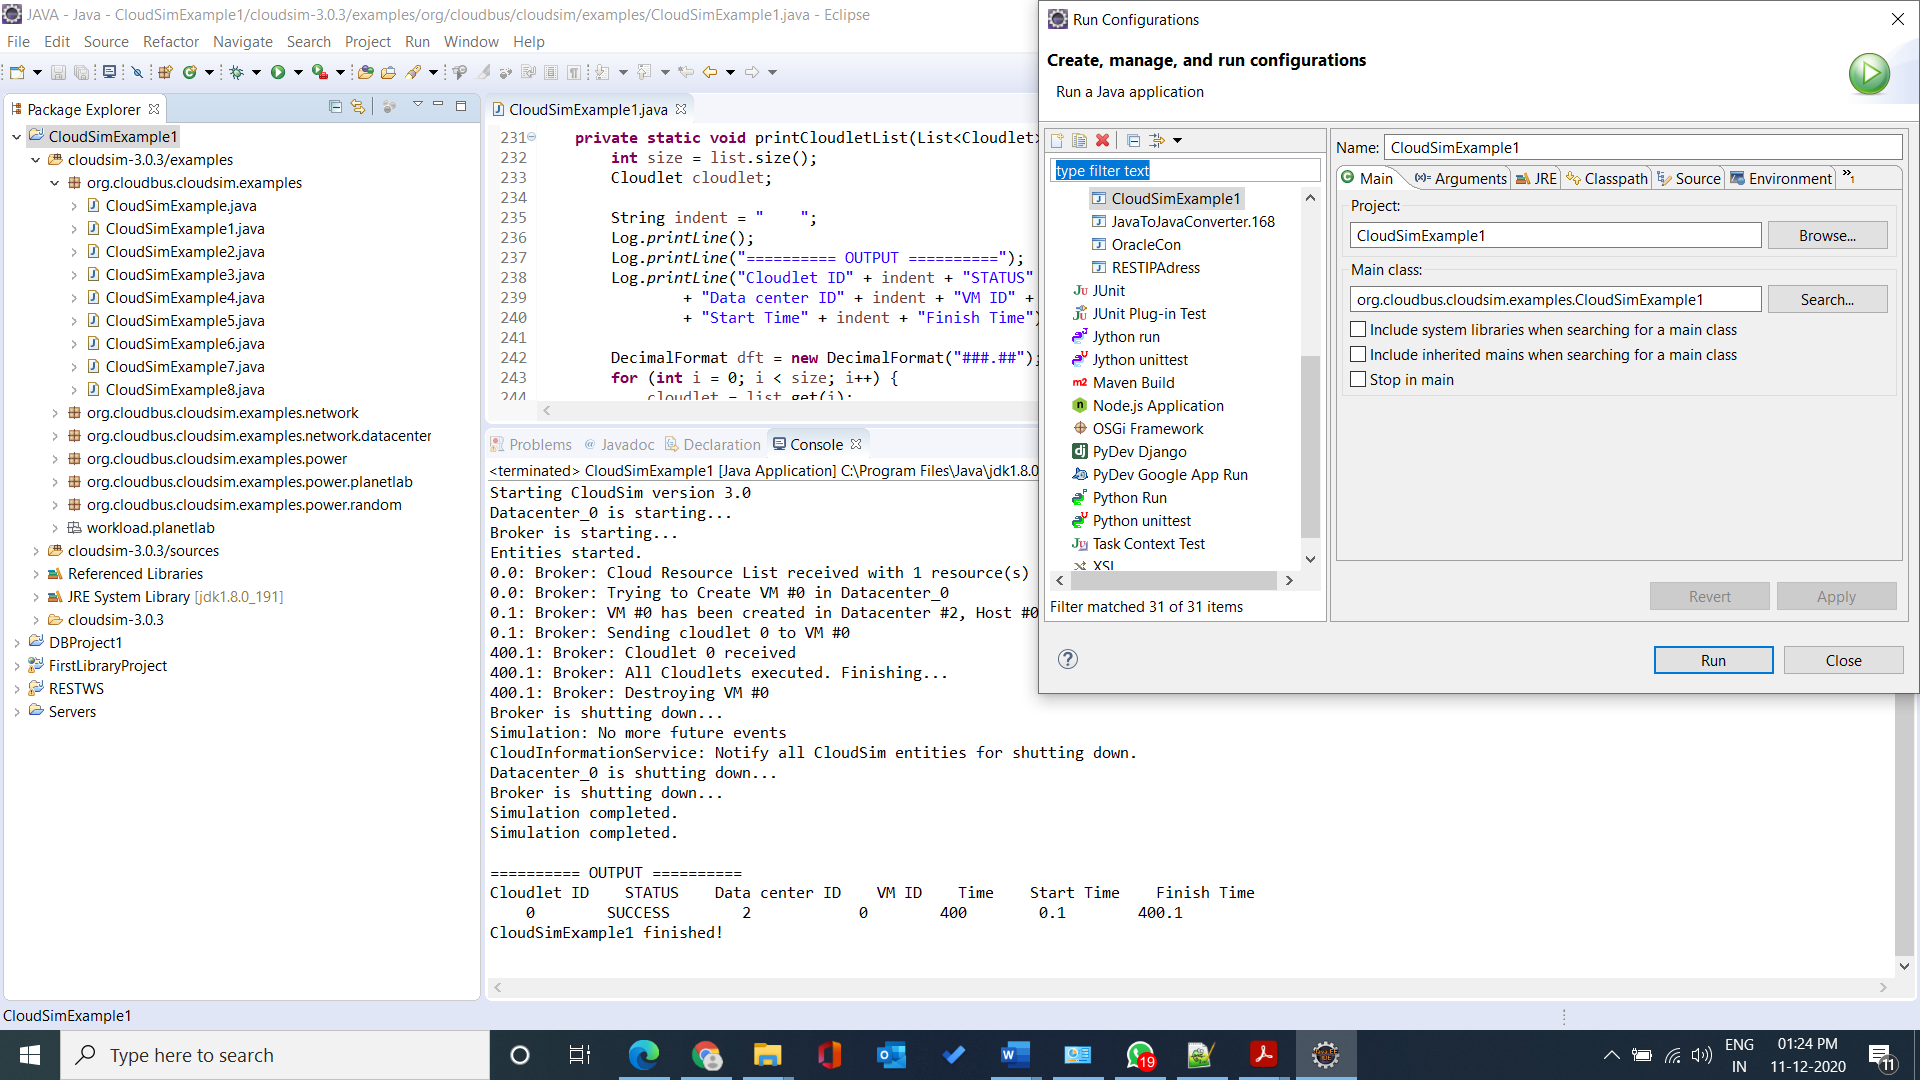 JAVA - Java - CloudSimExample1/cloudsim-3.0.3/examples/org/cloudbus/cloudsim/examples/CloudSimExample1.java - Eclipse
File Edit Source Refactor Navigate Search Project Run Window Help
Package Explorer
CloudSimExample1
cloudsim-3.0.3/examples
org.cloudbus.cloudsim.examples
CloudSimExample.java
CloudSimExample1.java
CloudSimExample2.java
CloudSimExample3.java
CloudSimExample4.java
CloudSimExample5.java
CloudSimExample6.java
CloudSimExample7.java
CloudSimExample8.java
org.cloudbus.cloudsim.examples.network
org.cloudbus.cloudsim.examples.network.datacenter
org.cloudbus.cloudsim.examples.power
org.cloudbus.cloudsim.examples.power.planetlab
org.cloudbus.cloudsim.examples.power.random
workload.planetlab
cloudsim-3.0.3/sources
Referenced Libraries
JRE System Library [jdk1.8.0_191]
cloudsim-3.0.3
DBProject1
FirstLibraryProject
RESTWS
Servers
CloudSimExample1.java
231 private static void printCloudletList(List<Cloudlet>
232 int size = list.size();
233 Cloudlet cloudlet;
234
235 String indent = "    ";
236 Log.printLine();
237 Log.printLine("========== OUTPUT ==========");
238 Log.printLine("Cloudlet ID" + indent + "STATUS"
239 + "Data center ID" + indent + "VM ID" +
240 + "Start Time" + indent + "Finish Time")
241
242 DecimalFormat dft = new DecimalFormat("###.##");
243 for (int i = 0; i < size; i++) {
244 cloudlet = list.get(i);
Problems Javadoc Declaration Console
<terminated> CloudSimExample1 [Java Application] C:\Program Files\Java\jdk1.8.0
Starting CloudSim version 3.0
Datacenter_0 is starting...
Broker is starting...
Entities started.
0.0: Broker: Cloud Resource List received with 1 resource(s)
0.0: Broker: Trying to Create VM #0 in Datacenter_0
0.1: Broker: VM #0 has been created in Datacenter #2, Host #0
0.1: Broker: Sending cloudlet 0 to VM #0
400.1: Broker: Cloudlet 0 received
400.1: Broker: All Cloudlets executed. Finishing...
400.1: Broker: Destroying VM #0
Broker is shutting down...
Simulation: No more future events
CloudInformationService: Notify all CloudSim entities for shutting down.
Datacenter_0 is shutting down...
Broker is shutting down...
Simulation completed.
Simulation completed.
========== OUTPUT ==========
Cloudlet ID    STATUS    Data center ID    VM ID    Time    Start Time    Finish Time
0    SUCCESS    2    0    400    0.1    400.1
CloudSimExample1 finished!
Run Configurations
Create, manage, and run configurations
Run a Java application
type filter text
CloudSimExample1
JavaToJavaConverter.168
OracleCon
RESTIPAdress
JUnit
JUnit Plug-in Test
Jython run
Jython unittest
Maven Build
Node.js Application
OSGi Framework
PyDev Django
PyDev Google App Run
Python Run
Python unittest
Task Context Test
XSL
Filter matched 31 of 31 items
Name: CloudSimExample1
Main Arguments JRE Classpath Source Environment »1
Project:
CloudSimExample1 Browse...
Main class:
org.cloudbus.cloudsim.examples.CloudSimExample1 Search...
Include system libraries when searching for a main class
Include inherited mains when searching for a main class
Stop in main
Revert Apply
Run Close
CloudSimExample1
Type here to search
19
ENG
IN
01:24 PM
11-12-2020
11